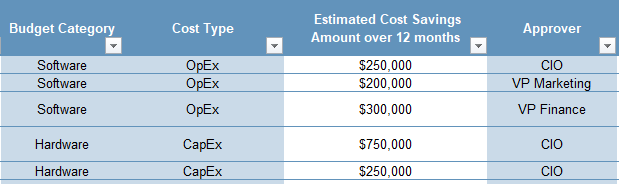 Budget Category Cost Type Estimated Cost Savings Amount over 12 months Approver
Software OpEx $250,000 CIO
Software OpEx $200,000 VP Marketing
Software OpEx $300,000 VP Finance
Hardware CapEx $750,000 CIO
Hardware CapEx $250,000 CIO